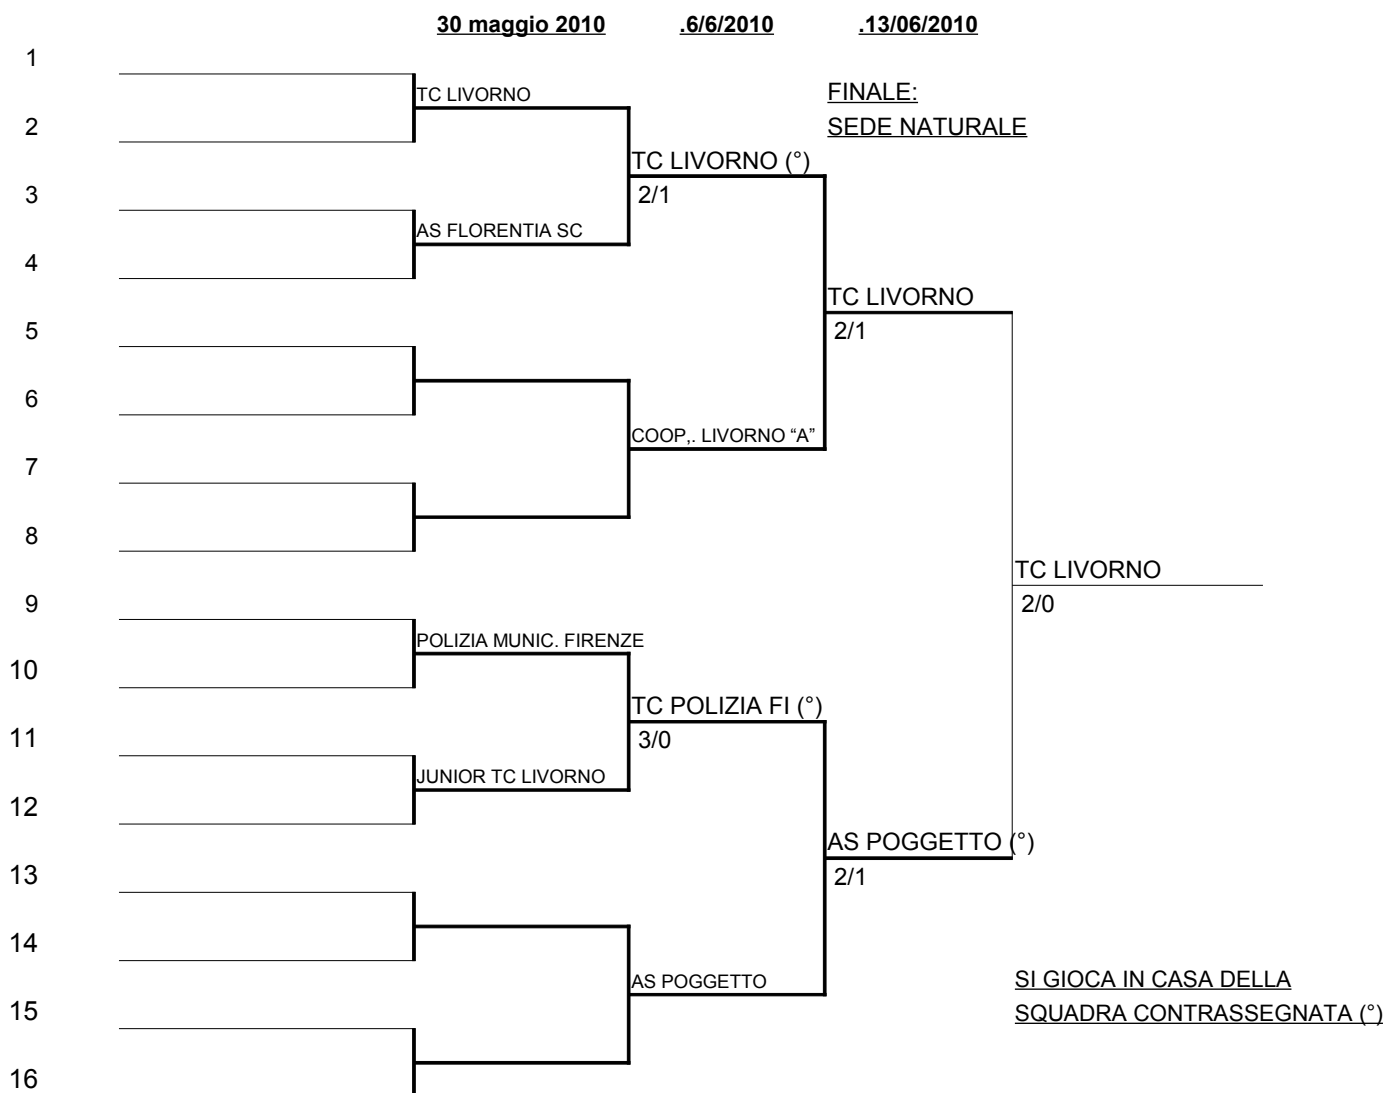 30 maggio 2010 .6/6/2010 .13/06/2010
1
TC LIVORNO
FINALE:
2
SEDE NATURALE
TC LIVORNO (°)
3
2/1
AS FLORENTIA SC
4
TC LIVORNO
5
2/1
6
COOP,. LIVORNO “A”
7
8
TC LIVORNO
9
2/0
POLIZIA MUNIC. FIRENZE
10
TC POLIZIA FI (°)
11
3/0
JUNIOR TC LIVORNO
12
AS POGGETTO (°)
13
2/1
14
AS POGGETTO
SI GIOCA IN CASA DELLA
15
SQUADRA CONTRASSEGNATA (°)
16